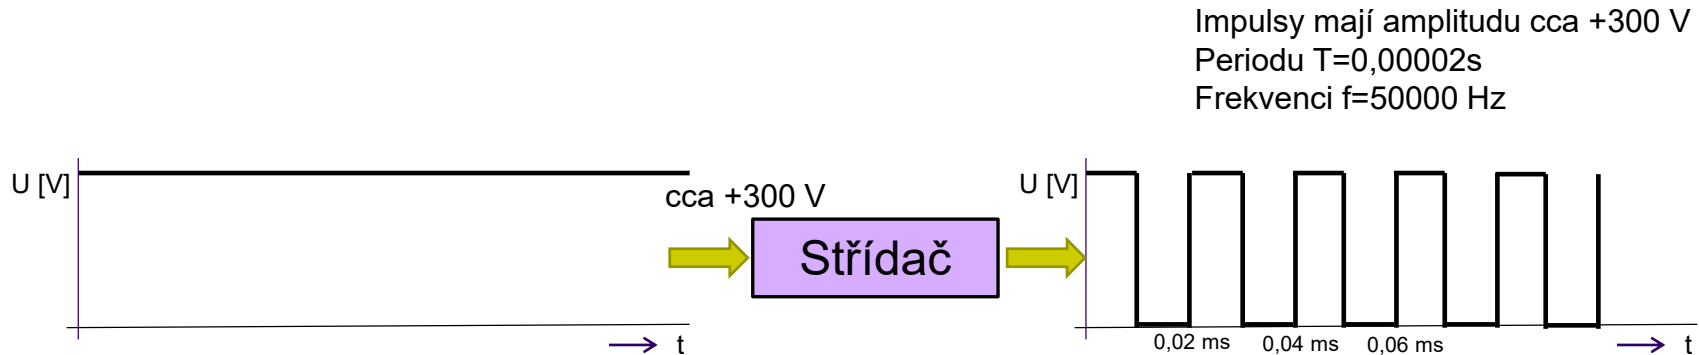 Impulsy mají amplitudu cca +300 V
Periodu T=0,00002s
Frekvenci f=50000 Hz
U [V]
cca +300 V
U [V]
Střídač
0,02 ms
0,04 ms
0,06 ms
t
t